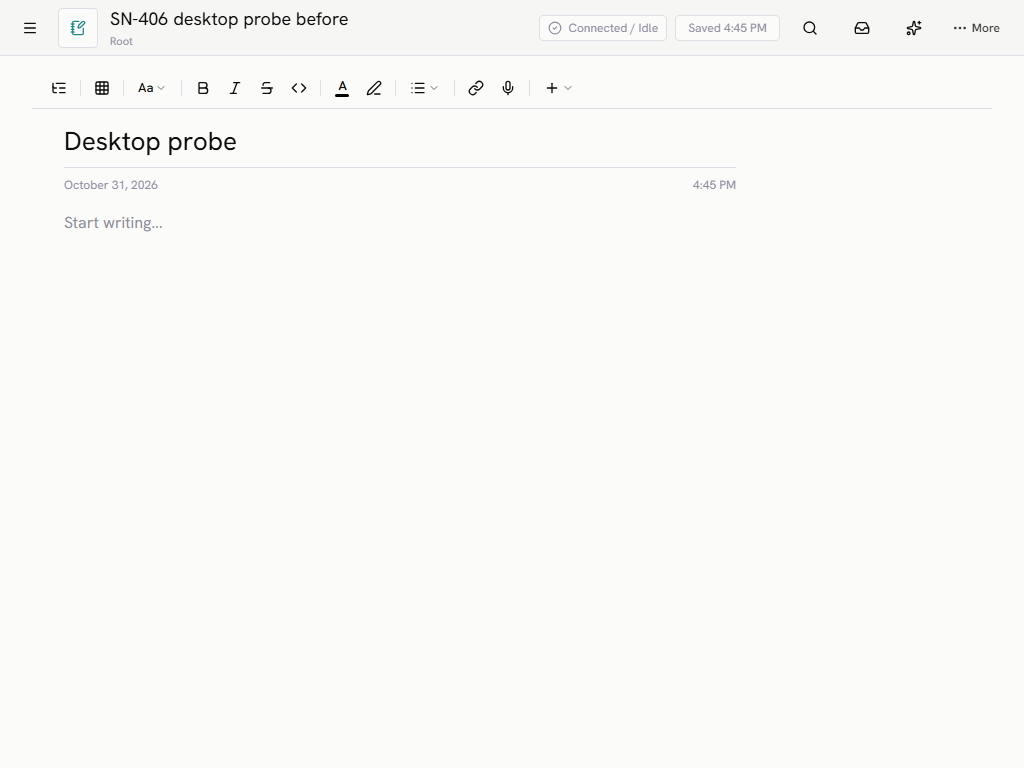 SN-406 desktop probe before
Root
Connected / Idle
Saved 4:45 PM
More
Aa
B
I
S
A
Desktop probe
October 31, 2026
4:45 PM
Start writing...